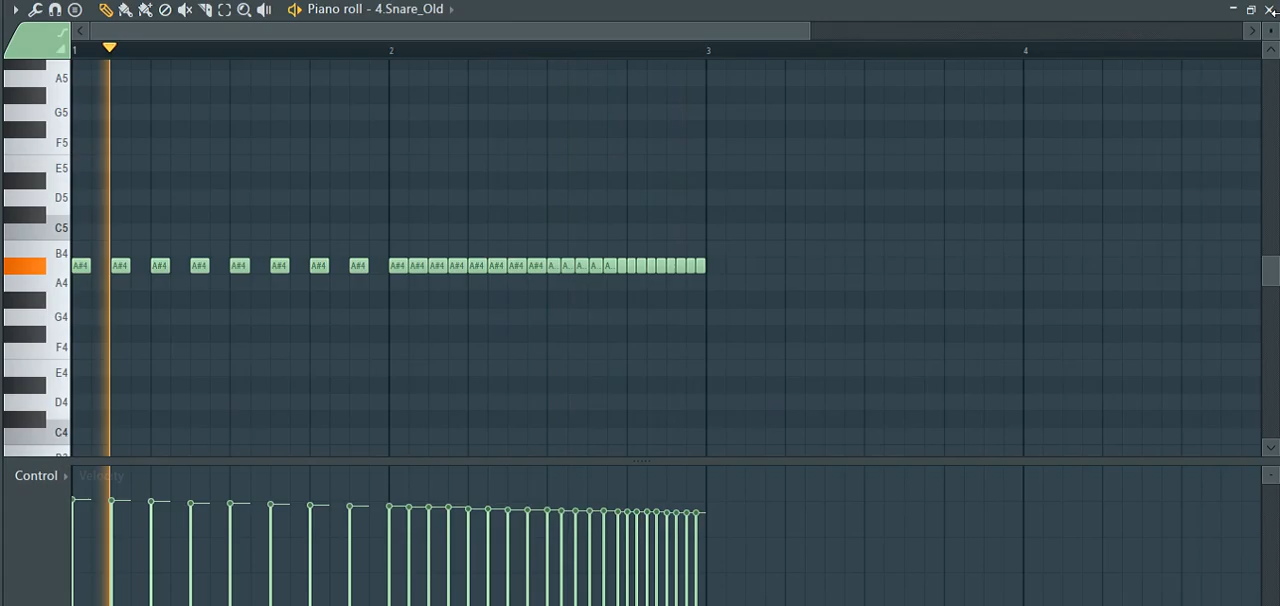 Piano roll - 4.Snare_Old
1 2 3 4
A5
G5
F5
E5
D5
C5
B4
A#4 A#4 A#4 A#4 A#4 A#4 A#4 A#4 A#4 A#4 A#4 A#4 A#4 A#4 A#4 A#4 A... A... A... A... A...
A4
G4
F4
E4
D4
C4
Control Velocity